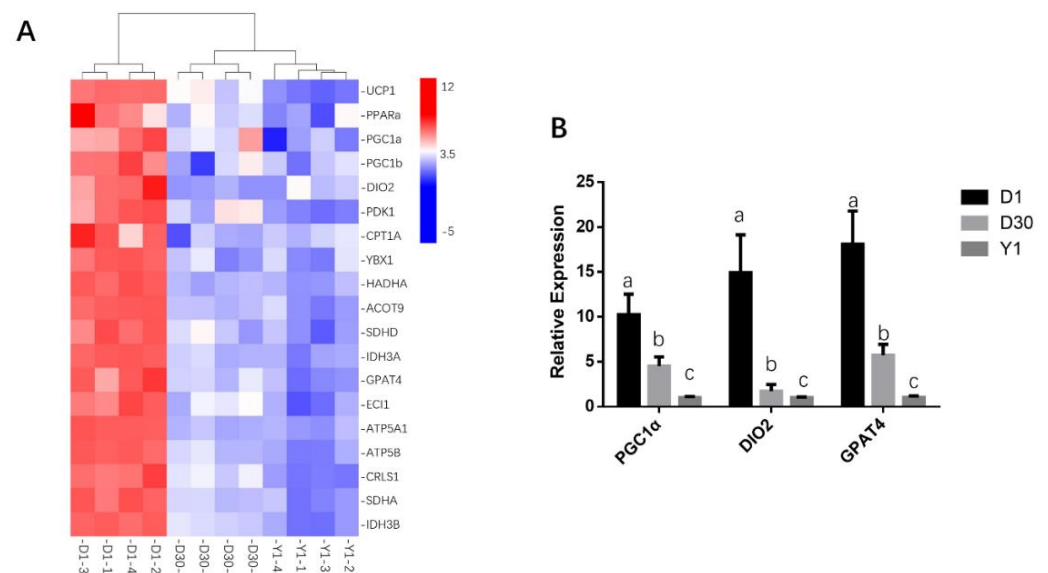 A
-UCP1
-PPARa
-PGC1a
-PGC1b
-DIO2
-PDK1
-CPT1A
-YBX1
-HADHA
-ACOT9
-SDHD
-IDH3A
-GPAT4
-ECI1
-ATP5A1
-ATP5B
-CRLS1
-SDHA
-IDH3B
12
3.5
-5
-D1-3
-D1-1
-D1-4
-D1-2
-D30-
-D30-
-D30-
-D30-
-Y1-4
-Y1-1
-Y1-3
-Y1-2
B
Relative Expression
25
20
15
10
5
0
a
b
c
a
b
c
a
b
c
PGC1α
DIO2
GPAT4
D1
D30
Y1